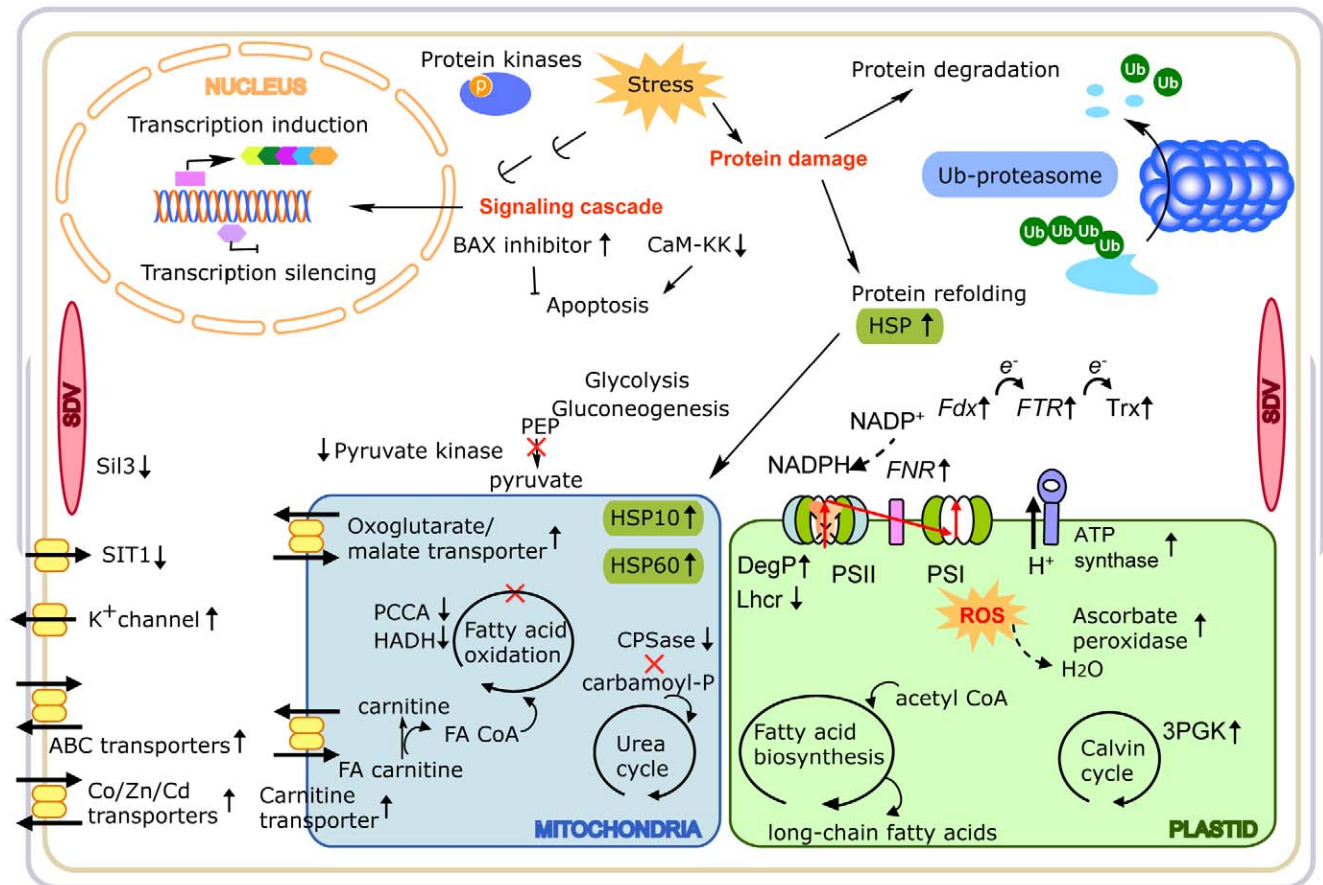 NUCLEUS
Transcription induction
Transcription silencing
Protein kinases
P
Stress
Signaling cascade
BAX inhibitor ↑
CaM-KK ↓
Apoptosis
Protein damage
Protein degradation
Ub
Ub
Ub-proteasome
Ub Ub Ub
Ub
Protein refolding
HSP ↑
SDV
SDV
Sil3 ↓
SIT1 ↓
K+ channel ↑
ABC transporters ↑
Co/Zn/Cd
transporters ↑
Glycolysis
Gluconeogenesis
PEP
↓ Pyruvate kinase
pyruvate
Oxoglutarate/
malate transporter ↑
HSP10 ↑
HSP60 ↑
PCCA ↓
HADH ↓
Fatty acid
oxidation
CPSase ↓
carbamoyl-P
Urea
cycle
carnitine
FA CoA
FA carnitine
Carnitine
transporter ↑
MITOCHONDRIA
e-
e-
Fdx ↑
FTR ↑
Trx ↑
NADP+
NADPH
FNR ↑
DegP ↑
Lhcr ↓
PSII
PSI
H+
ATP
synthase ↑
ROS
Ascorbate
peroxidase ↑
H2O
acetyl CoA
Fatty acid
biosynthesis
long-chain fatty acids
Calvin
cycle
3PGK ↑
PLASTID